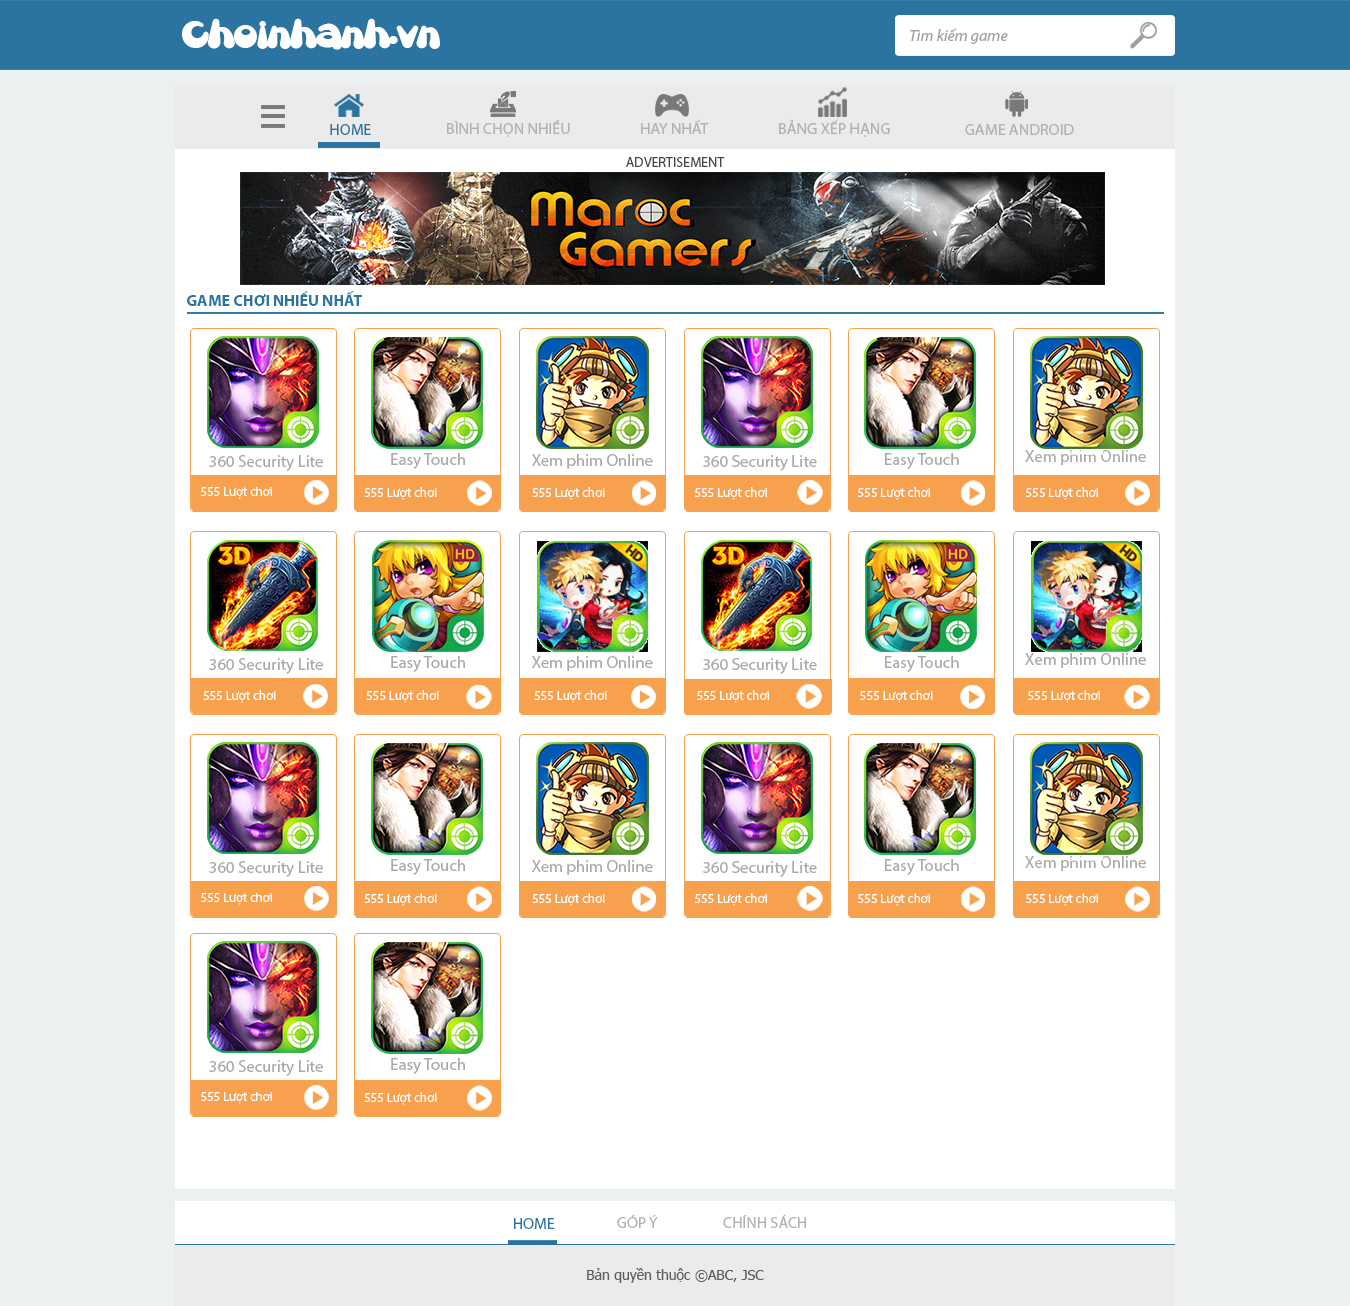 Choinhanh.vn
Tìm kiếm game
HOME
BÌNH CHỌN NHIỀU
HAY NHẤT
BẢNG XẾP HẠNG
GAME ANDROID
ADVERTISEMENT
Maroc
Gamers
GAME CHƠI NHIỀU NHẤT
360 Security Lite
Easy Touch
Xem phim Online
360 Security Lite
Easy Touch
Xem phim Online
555 Lượt chơi
555 Lượt chơi
555 Lượt chơi
555 Lượt chơi
555 Lượt chơi
555 Lượt chơi
3D
HD
HD
3D
HD
HD
360 Security Lite
Easy Touch
Xem phim Online
360 Security Lite
Easy Touch
Xem phim Online
555 Lượt chơi
555 Lượt chơi
555 Lượt chơi
555 Lượt chơi
555 Lượt chơi
555 Lượt chơi
360 Security Lite
Easy Touch
Xem phim Online
360 Security Lite
Easy Touch
Xem phim Online
555 Lượt chơi
555 Lượt chơi
555 Lượt chơi
555 Lượt chơi
555 Lượt chơi
555 Lượt chơi
360 Security Lite
Easy Touch
555 Lượt chơi
555 Lượt chơi
HOME
GÓP Ý
CHÍNH SÁCH
Bản quyền thuộc ©ABC, JSC